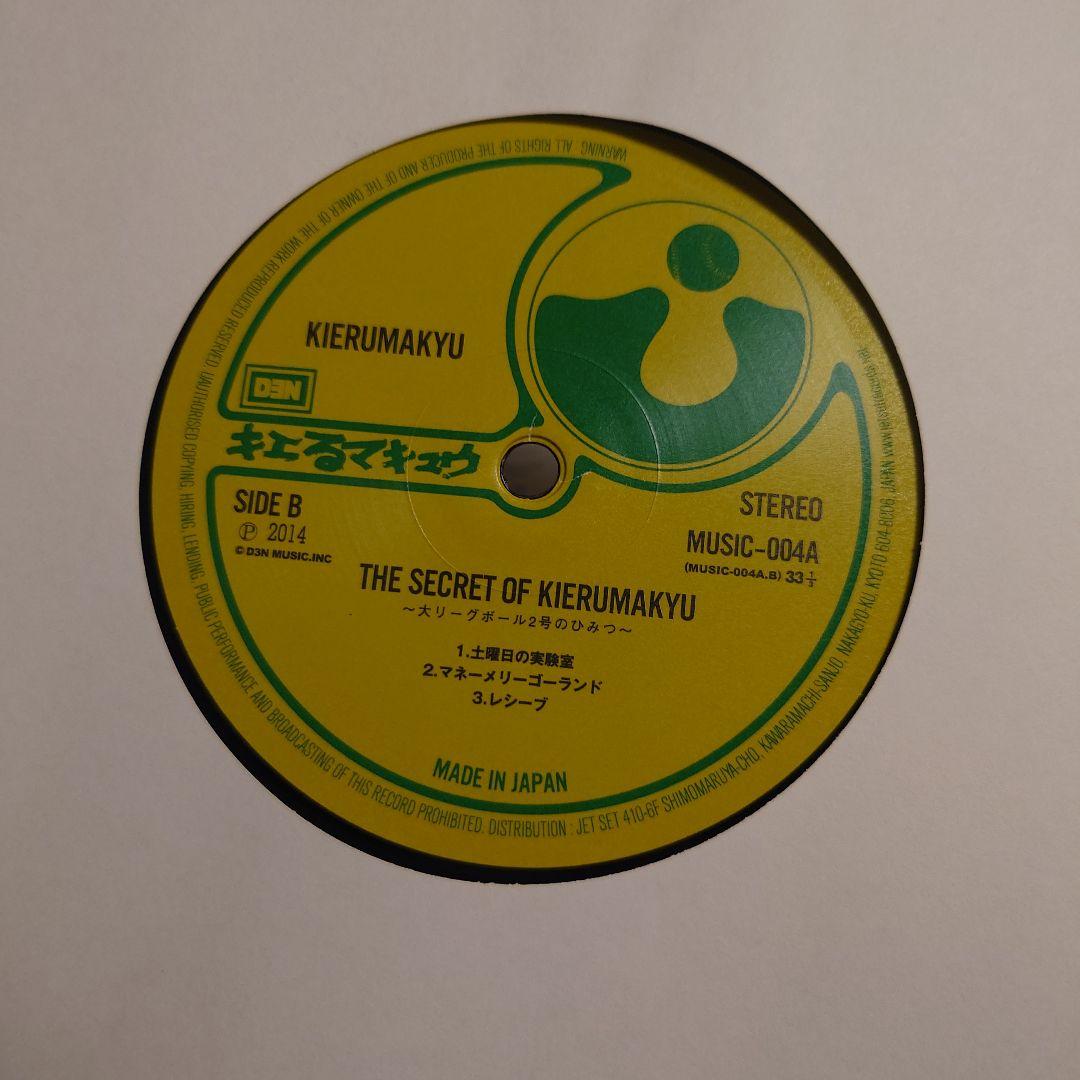 KIERUMAKYU
D3N
キエるマキュウ
SIDE B
Ⓟ 2014
© D3N MUSIC.INC
STEREO
MUSIC-004A
(MUSIC-004A.B) 33⅓
THE SECRET OF KIERUMAKYU
～大リーグボール2号のひみつ～
1.土曜日の実験室
2.マネーメリーゴーランド
3.レシーブ
MADE IN JAPAN
WARNING : ALL RIGHTS OF THE PRODUCER AND OF THE OWNER OF THE WORK REPRODUCED RESERVED. UAUTHORISED COPYING, HIRING, LENDING, PUBLIC PERFORMANCE AND BROADCASTING OF THIS RECORD PROHIBITED. DISTRIBUTION : JET SET 410-6F SHIMOMARUYA-CHO, KAWARAMACHI-SANJO, NAKAGYO-KU, KYOTO 604-8006, JAPAN